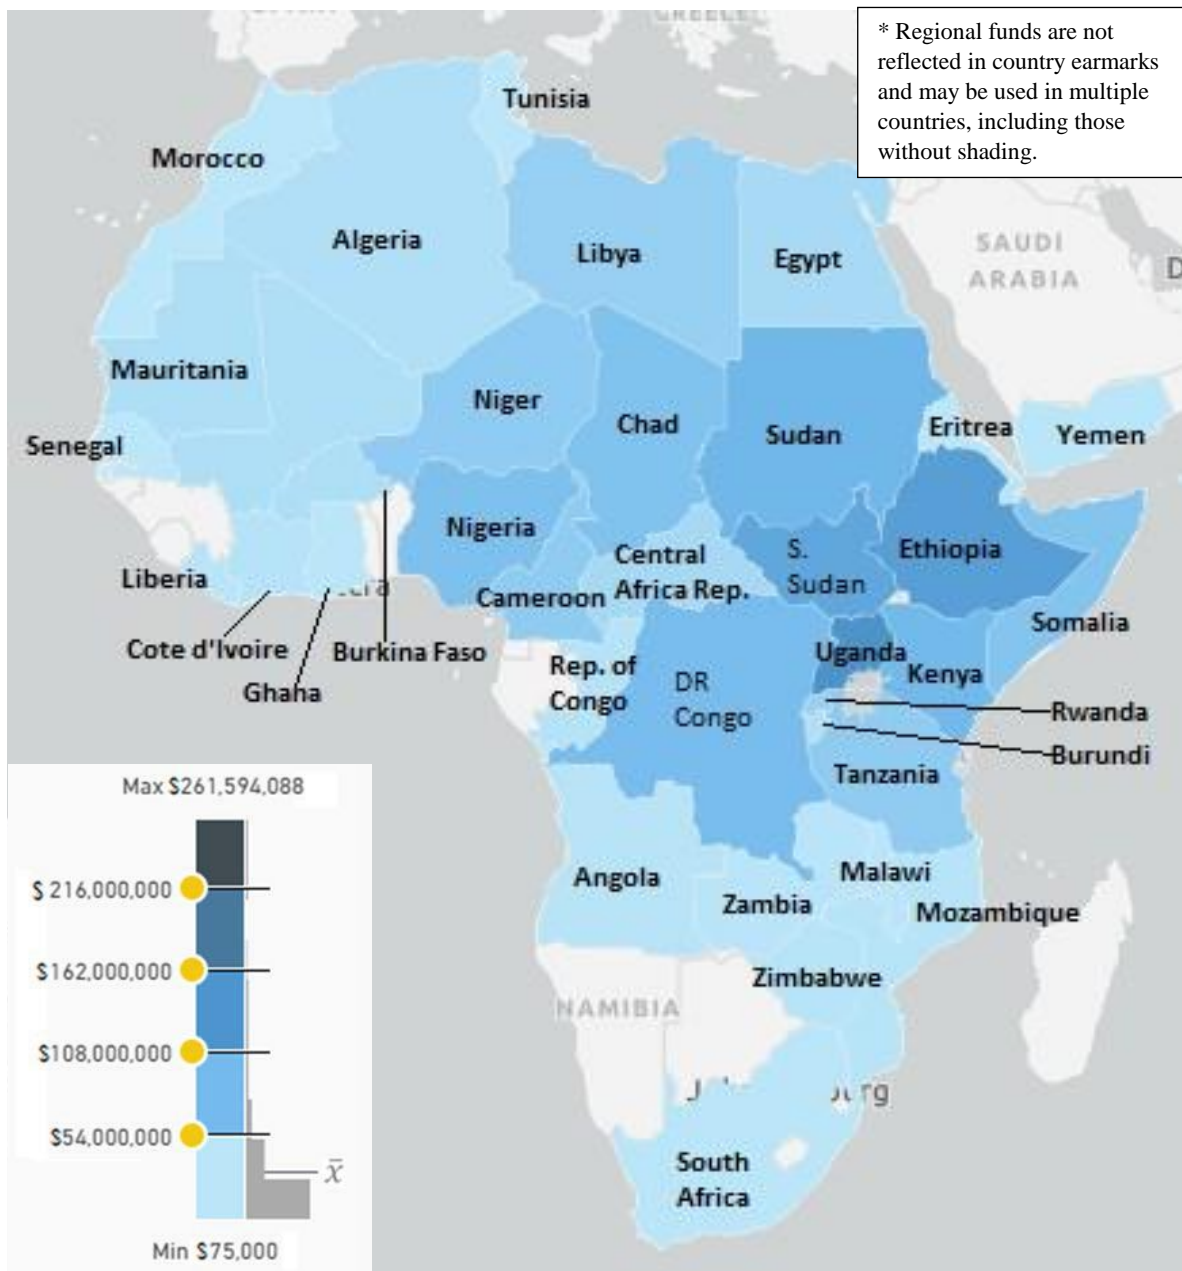 GREECE
* Regional funds are not
reflected in country earmarks
and may be used in multiple
countries, including those
without shading.
Tunisia
Morocco
Algeria
Libya
Egypt
SAUDI
ARABIA
D
Mauritania
Niger
Chad
Sudan
Eritrea
Yemen
Senegal
Nigeria
S.
Sudan
Ethiopia
Liberia
Central
Africa Rep.
Cameroon
Somalia
Cote d'Ivoire
Burkina Faso
Ghana
Uganda
Kenya
Rep. of
Congo
DR
Congo
Rwanda
Burundi
Tanzania
Max $261,594,088
$ 216,000,000
$162,000,000
$108,000,000
$54,000,000
x̄
Min $75,000
Angola
Malawi
Zambia
Mozambique
Zimbabwe
NAMIBIA
South
Africa